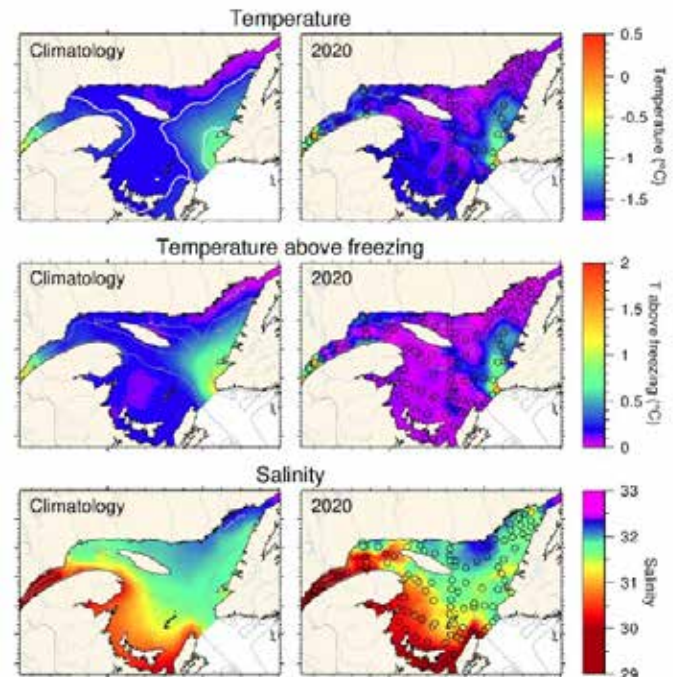 Temperature
Climatology
2020
0.5
0
-0.5
-1
-1.5
Temperature (°C)
Temperature above freezing
Climatology
2020
2
1.5
1
0.5
0
T above freezing (°C)
Salinity
Climatology
2020
33
32
31
30
29
Salinity